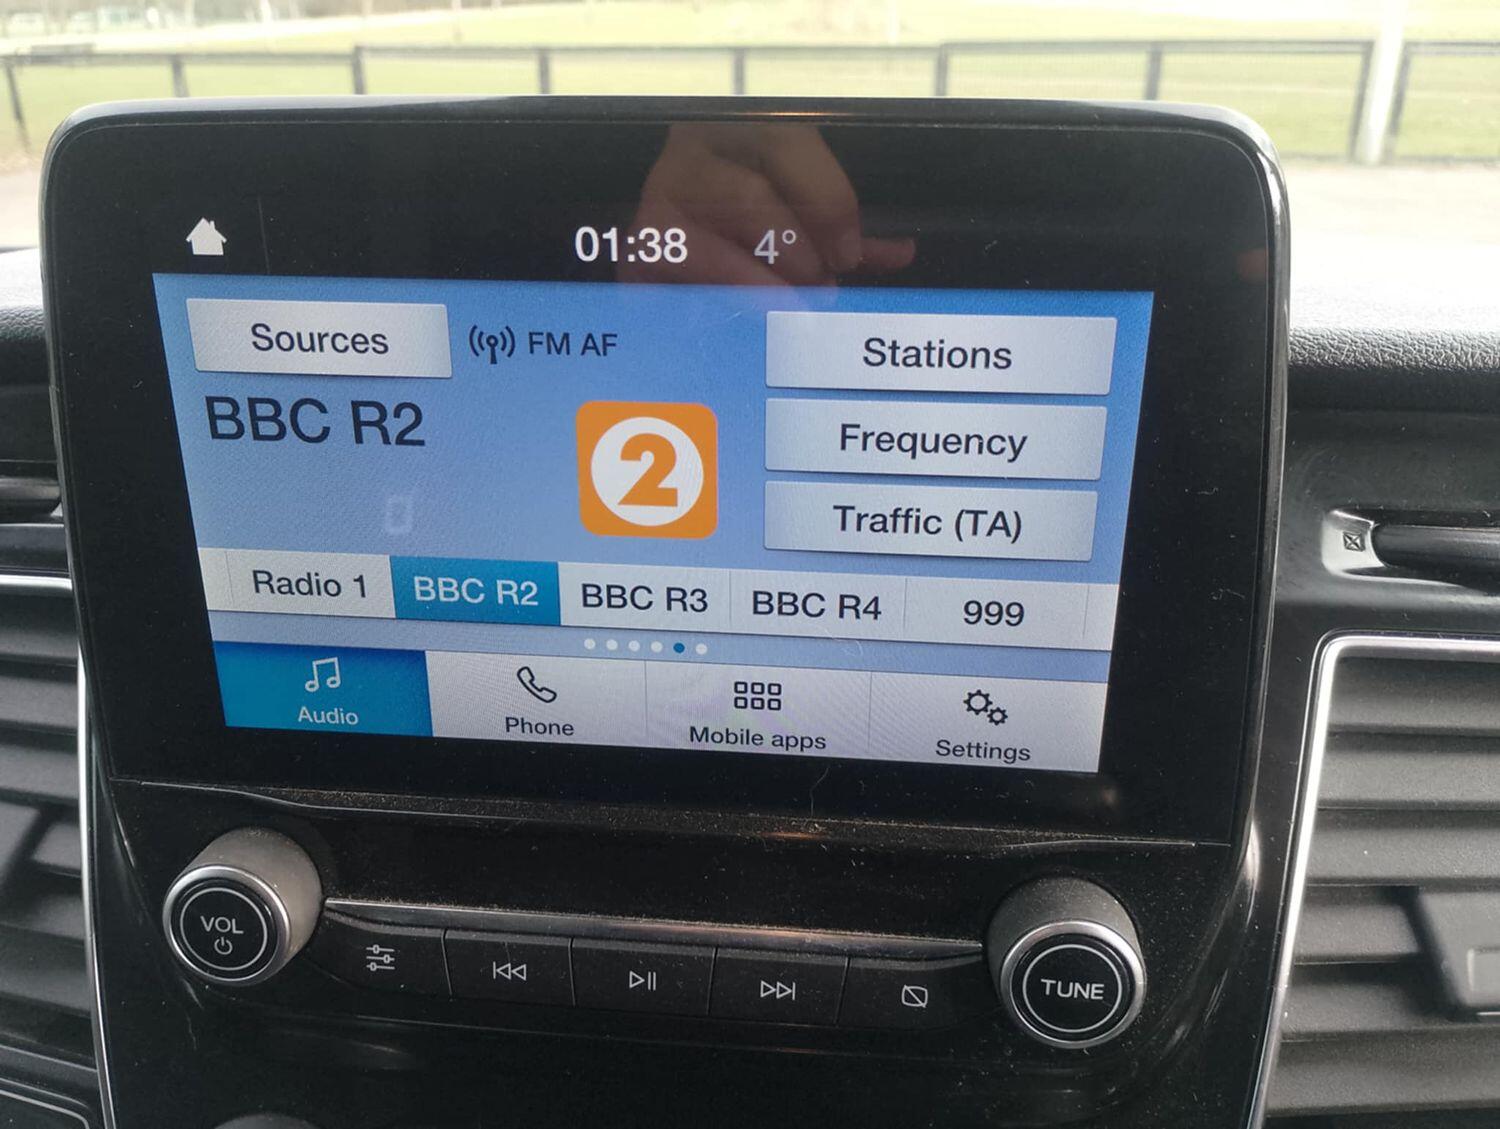 01:38 4°
Sources FM AF Stations
BBC R2
2
Frequency
Traffic (TA)
Radio 1 BBC R2 BBC R3 BBC R4 999
Audio Phone Mobile apps Settings
VOL
TUNE